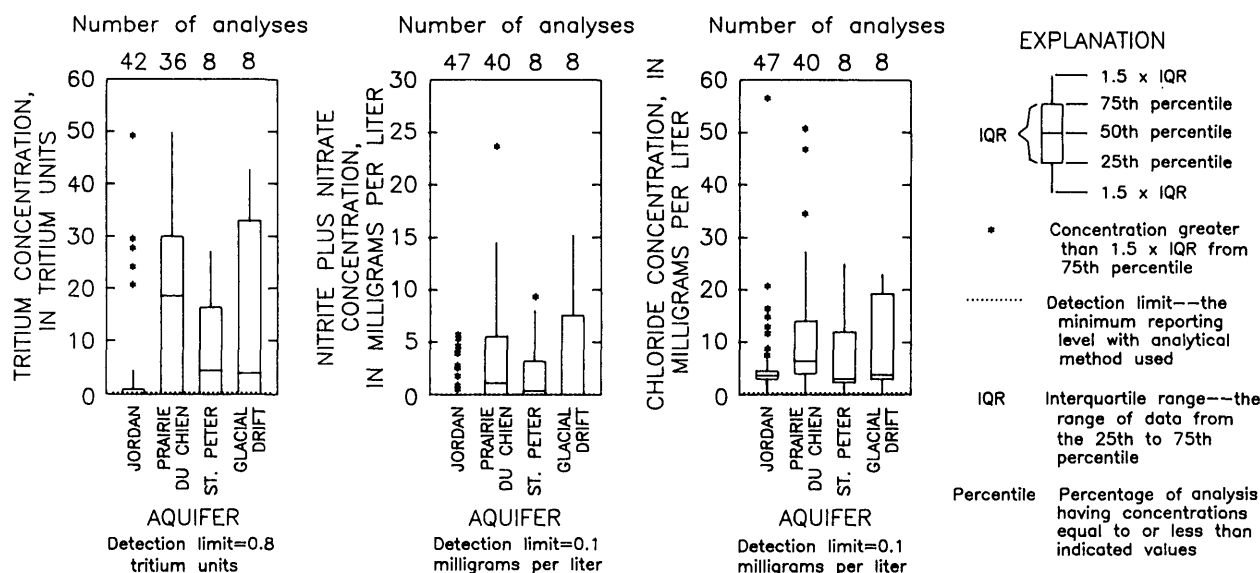 Number of analyses
42 36 8 8
TRITIUM CONCENTRATION,
IN TRITIUM UNITS
60
50
40
30
20
10
0
JORDAN
PRAIRIE
DU CHIEN
ST. PETER
GLACIAL
DRIFT
AQUIFER
Detection limit=0.8
tritium units
Number of analyses
47 40 8 8
NITRITE PLUS NITRATE
CONCENTRATION,
IN MILLIGRAMS PER LITER
30
25
20
15
10
5
0
JORDAN
PRAIRIE
DU CHIEN
ST. PETER
GLACIAL
DRIFT
AQUIFER
Detection limit=0.1
milligrams per liter
Number of analyses
47 40 8 8
CHLORIDE CONCENTRATION, IN
MILLIGRAMS PER LITER
60
50
40
30
20
10
0
JORDAN
PRAIRIE
DU CHIEN
ST. PETER
GLACIAL
DRIFT
AQUIFER
Detection limit=0.1
milligrams per liter
EXPLANATION
1.5 x IQR
75th percentile
IQR
50th percentile
25th percentile
1.5 x IQR
* Concentration greater
than 1.5 x IQR from
75th percentile
Detection limit--the
minimum reporting
level with analytical
method used
IQR Interquartile range--the
range of data from
the 25th to 75th
percentile
Percentile Percentage of analysis
having concentrations
equal to or less than
indicated values